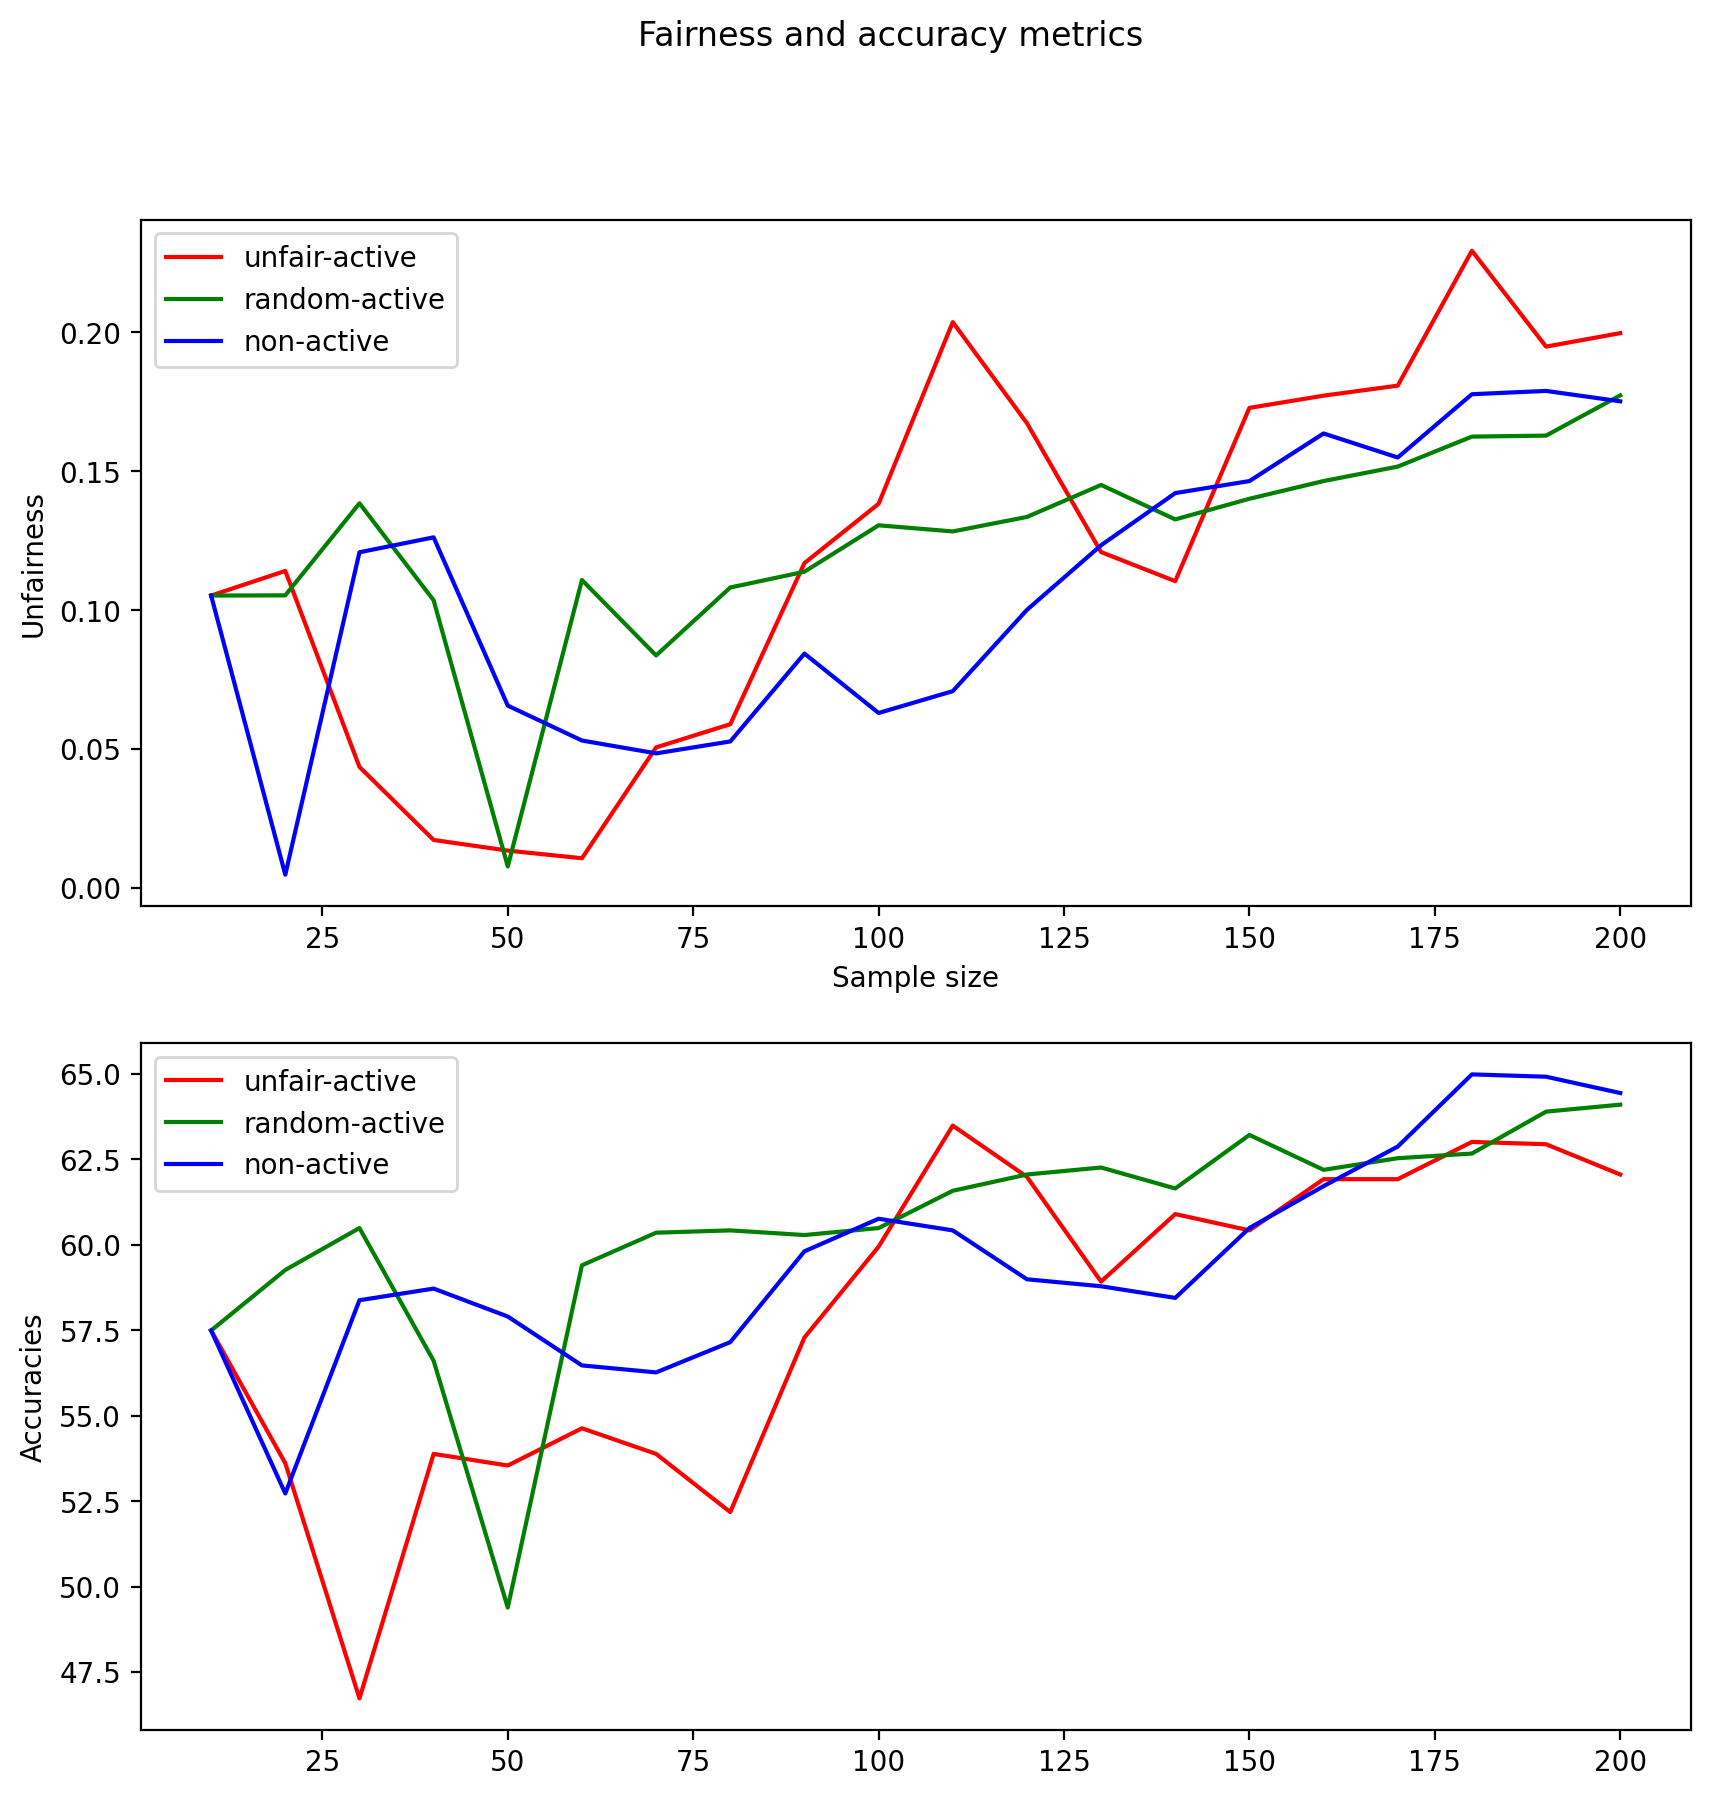 Fairness and accuracy metrics
unfair-active
random-active
non-active
Unfairness
0.20
0.15
0.10
0.05
0.00
25 50 75 100 125 150 175 200
Sample size
unfair-active
random-active
non-active
Accuracies
65.0
62.5
60.0
57.5
55.0
52.5
50.0
47.5
25 50 75 100 125 150 175 200